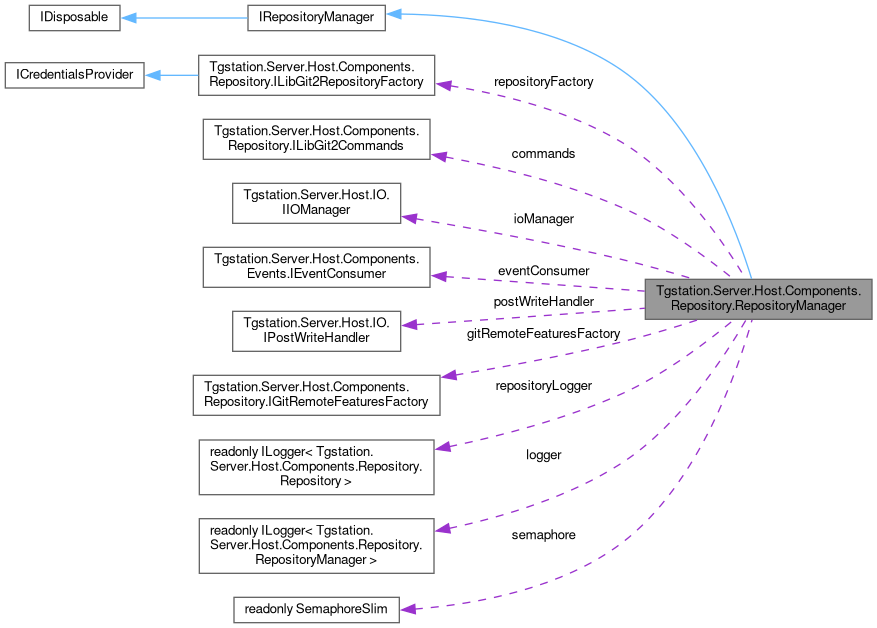 IDisposable
IRepositoryManager
ICredentialsProvider
Tgstation.Server.Host.Components.
Repository.ILibGit2RepositoryFactory
repositoryFactory
Tgstation.Server.Host.Components.
Repository.ILibGit2Commands
commands
Tgstation.Server.Host.IO.
IIOManager
ioManager
Tgstation.Server.Host.Components.
Events.IEventConsumer
eventConsumer
Tgstation.Server.Host.Components.
Repository.RepositoryManager
postWriteHandler
Tgstation.Server.Host.IO.
IPostWriteHandler
gitRemoteFeaturesFactory
Tgstation.Server.Host.Components.
Repository.IGitRemoteFeaturesFactory
repositoryLogger
readonly ILogger< Tgstation.
Server.Host.Components.Repository.
Repository >
logger
readonly ILogger< Tgstation.
Server.Host.Components.Repository.
RepositoryManager >
semaphore
readonly SemaphoreSlim